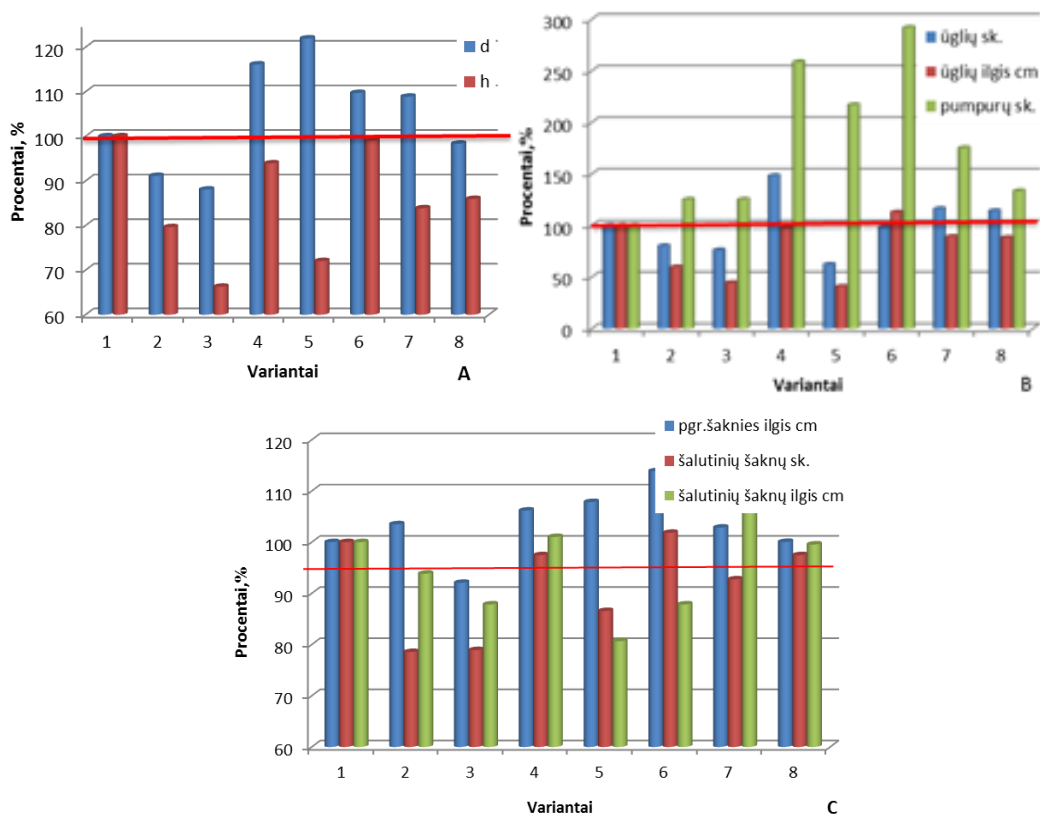 Procentai, %
120
110
100
90
80
70
60
d
h
1 2 3 4 5 6 7 8
Variantai
A
Procentai,%
300
250
200
150
100
50
0
ūglių sk.
ūglių ilgis cm
pumpurų sk.
1 2 3 4 5 6 7 8
Variantai
B
Procentai,%
120
110
100
90
80
70
60
pgr.šaknies ilgis cm
šalutinių šaknų sk.
šalutinių šaknų ilgis cm
1 2 3 4 5 6 7 8
Variantai
C